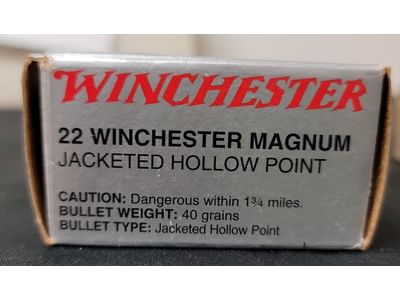 WINCHESTER
22 WINCHESTER MAGNUM
JACKETED HOLLOW POINT
CAUTION: Dangerous within 1¾ miles.
BULLET WEIGHT: 40 grains
BULLET TYPE: Jacketed Hollow Point